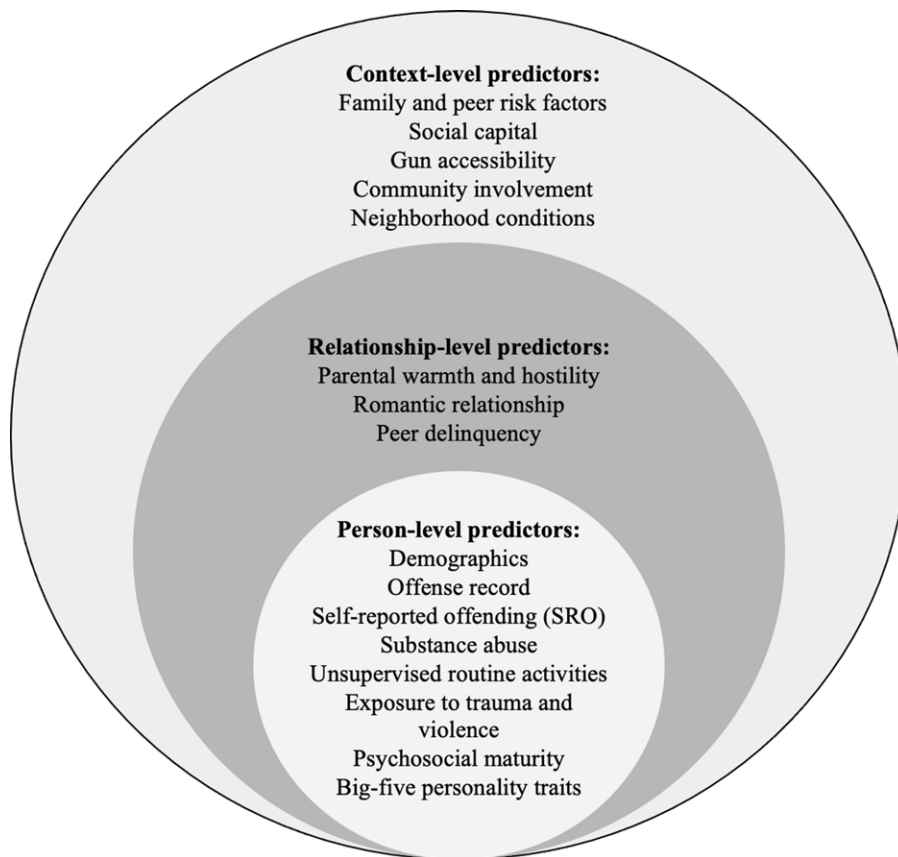 Context-level predictors:
Family and peer risk factors
Social capital
Gun accessibility
Community involvement
Neighborhood conditions
Relationship-level predictors:
Parental warmth and hostility
Romantic relationship
Peer delinquency
Person-level predictors:
Demographics
Offense record
Self-reported offending (SRO)
Substance abuse
Unsupervised routine activities
Exposure to trauma and
violence
Psychosocial maturity
Big-five personality traits